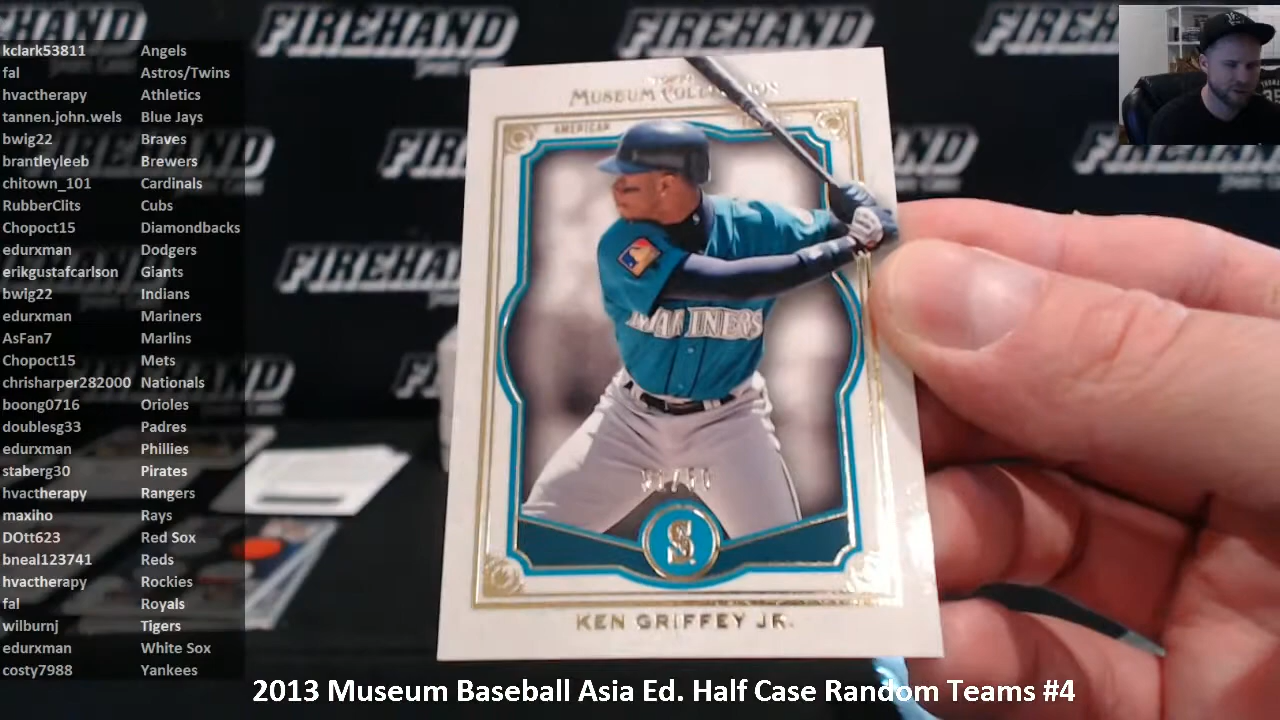 FIREHAND FIREHAND FIREHAND FIREHAND
kclark53811 Angels
fal Astros/Twins
hvactherapy Athletics
tannen.john.wels Blue Jays
bwig22 Braves
brantleyleeb Brewers
chitown_101 Cardinals
RubberClits Cubs
Chopoct15 Diamondbacks
edurxman Dodgers
erikgustafcarlson Giants
bwig22 Indians
edurxman Mariners
AsFan7 Marlins
Chopoct15 Mets
chrisharper282000 Nationals
boong0716 Orioles
doublesg33 Padres
edurxman Phillies
staberg30 Pirates
hvactherapy Rangers
maxiho Rays
DOtt623 Red Sox
bneal123741 Reds
hvactherapy Rockies
fal Royals
wilburnj Tigers
edurxman White Sox
costy7988 Yankees
MUSEUM
AMERICAN
MARINERS
S
KEN GRIFFEY JR.
2013 Museum Baseball Asia Ed. Half Case Random Teams #4